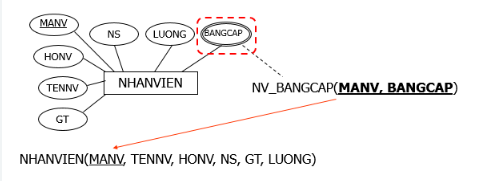 MANV
NS
LUONG
BANGCAP
HONV
TENNV
NHANVIEN
GT
NV_BANGCAP(MANV, BANGCAP)
NHANVIEN(MANV, TENNV, HONV, NS, GT, LUONG)